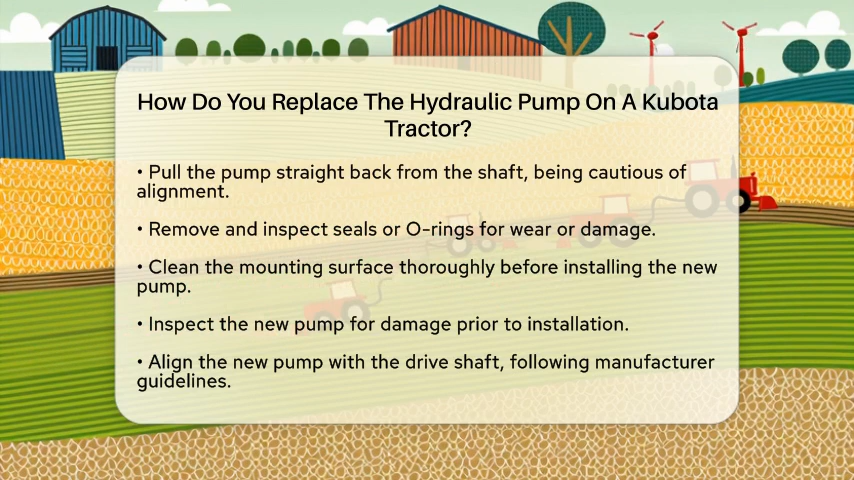 How Do You Replace The Hydraulic Pump On A Kubota
Tractor?
• Pull the pump straight back from the shaft, being cautious of
alignment.
• Remove and inspect seals or O-rings for wear or damage.
• Clean the mounting surface thoroughly before installing the new
pump.
• Inspect the new pump for damage prior to installation.
• Align the new pump with the drive shaft, following manufacturer
guidelines.